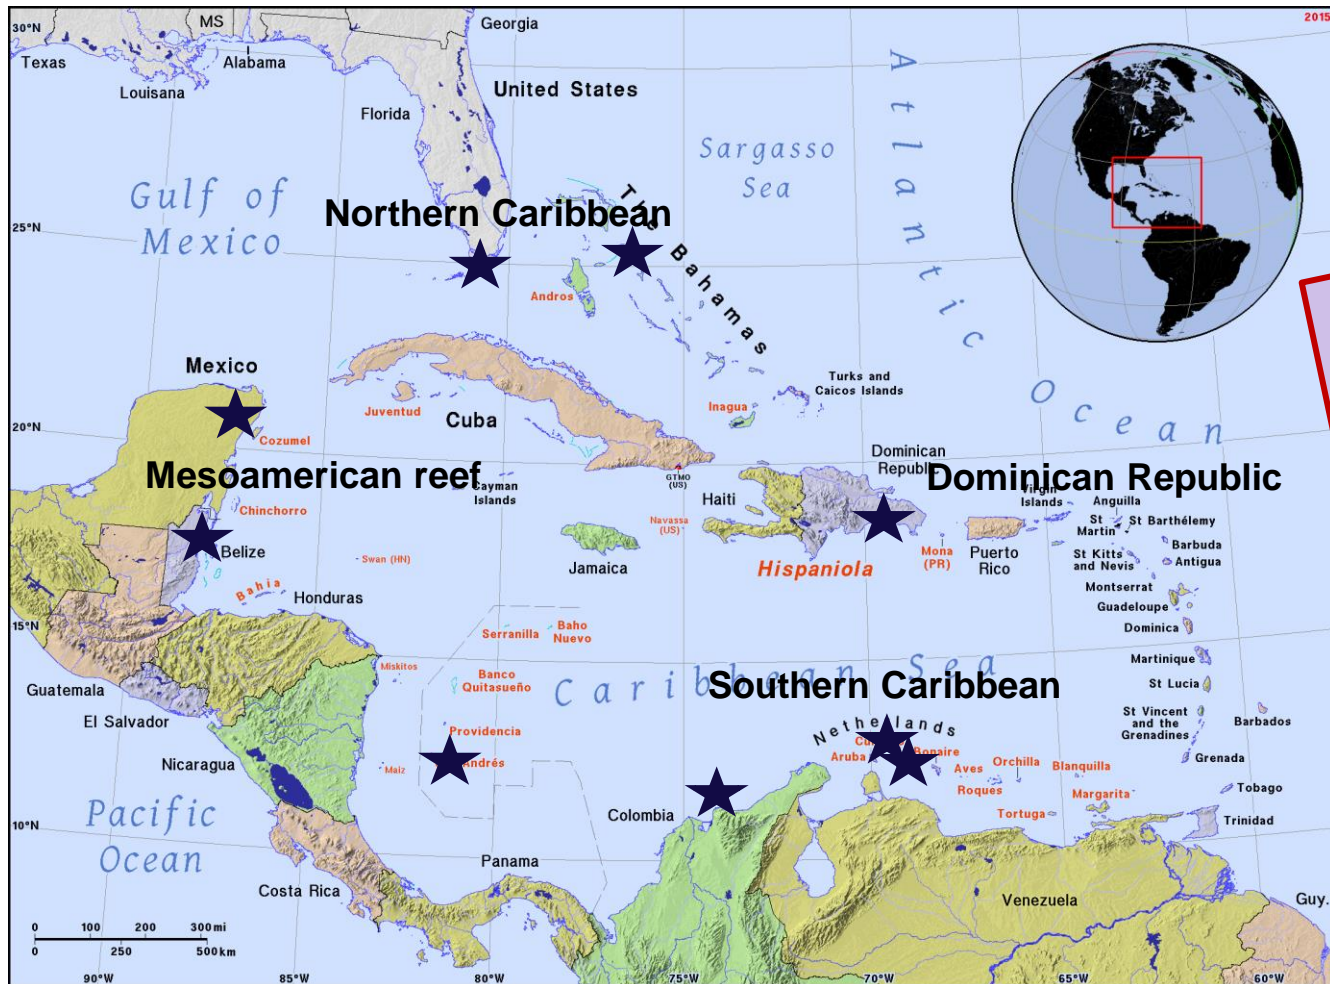 30°N
MS
Georgia
2015
Texas
Alabama
Louisiana
United States
Florida
Atlantic
Ocean
Sargasso
Sea
Gulf of
Mexico
25°N
Northern Caribbean
The Bahamas
Andros
Mexico
Turks and
Caicos Islands
Juventud
Cuba
Inagua
20°N
Cozumel
Dominican
Mesoamerican reef
Dominican Republic
Cayman
Islands
GTMO
(US)
Haiti
Virgin
Islands
Anguilla
Chinchorro
Navassa
(US)
St
Martin
St Barthélemy
Belize
Swan (HN)
Jamaica
Hispaniola
Mona
(PR)
Puerto
Rico
St Kitts
and Nevis
Barbuda
Antigua
Bahia
Honduras
Montserrat
Guadeloupe
15°N
Serranilla
Baho
Nuevo
Dominica
Miskitos
Banco
Quitasueño
Caribbean Sea
Martinique
Guatemala
Southern Caribbean
St Lucia
El Salvador
Netherlands
St Vincent
and the
Grenadines
Barbados
Providencia
Aruba
Bonaire
Nicaragua
Maiz
Andrés
Aves
Orchilla
Blanquilla
Grenada
Roques
Margarita
Tobago
Pacific
Ocean
10°N
Colombia
Tortuga
Trinidad
Panama
Costa Rica
Venezuela
Guy.
0 100 200 300 mi
0 250 500 km
90°W 85°W 80°W 75°W 70°W 65°W 60°W